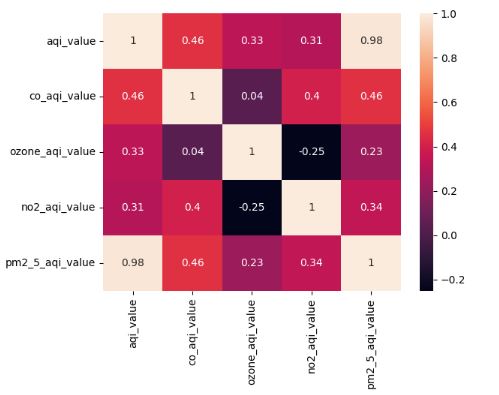 aqi_value
1 0.46 0.33 0.31 0.98
co_aqi_value
0.46 1 0.04 0.4 0.46
ozone_aqi_value
0.33 0.04 1 -0.25 0.23
no2_aqi_value
0.31 0.4 -0.25 1 0.34
pm2_5_aqi_value
0.98 0.46 0.23 0.34 1
aqi_value
co_aqi_value
ozone_aqi_value
no2_aqi_value
pm2_5_aqi_value
1.0
0.8
0.6
0.4
0.2
0.0
−0.2